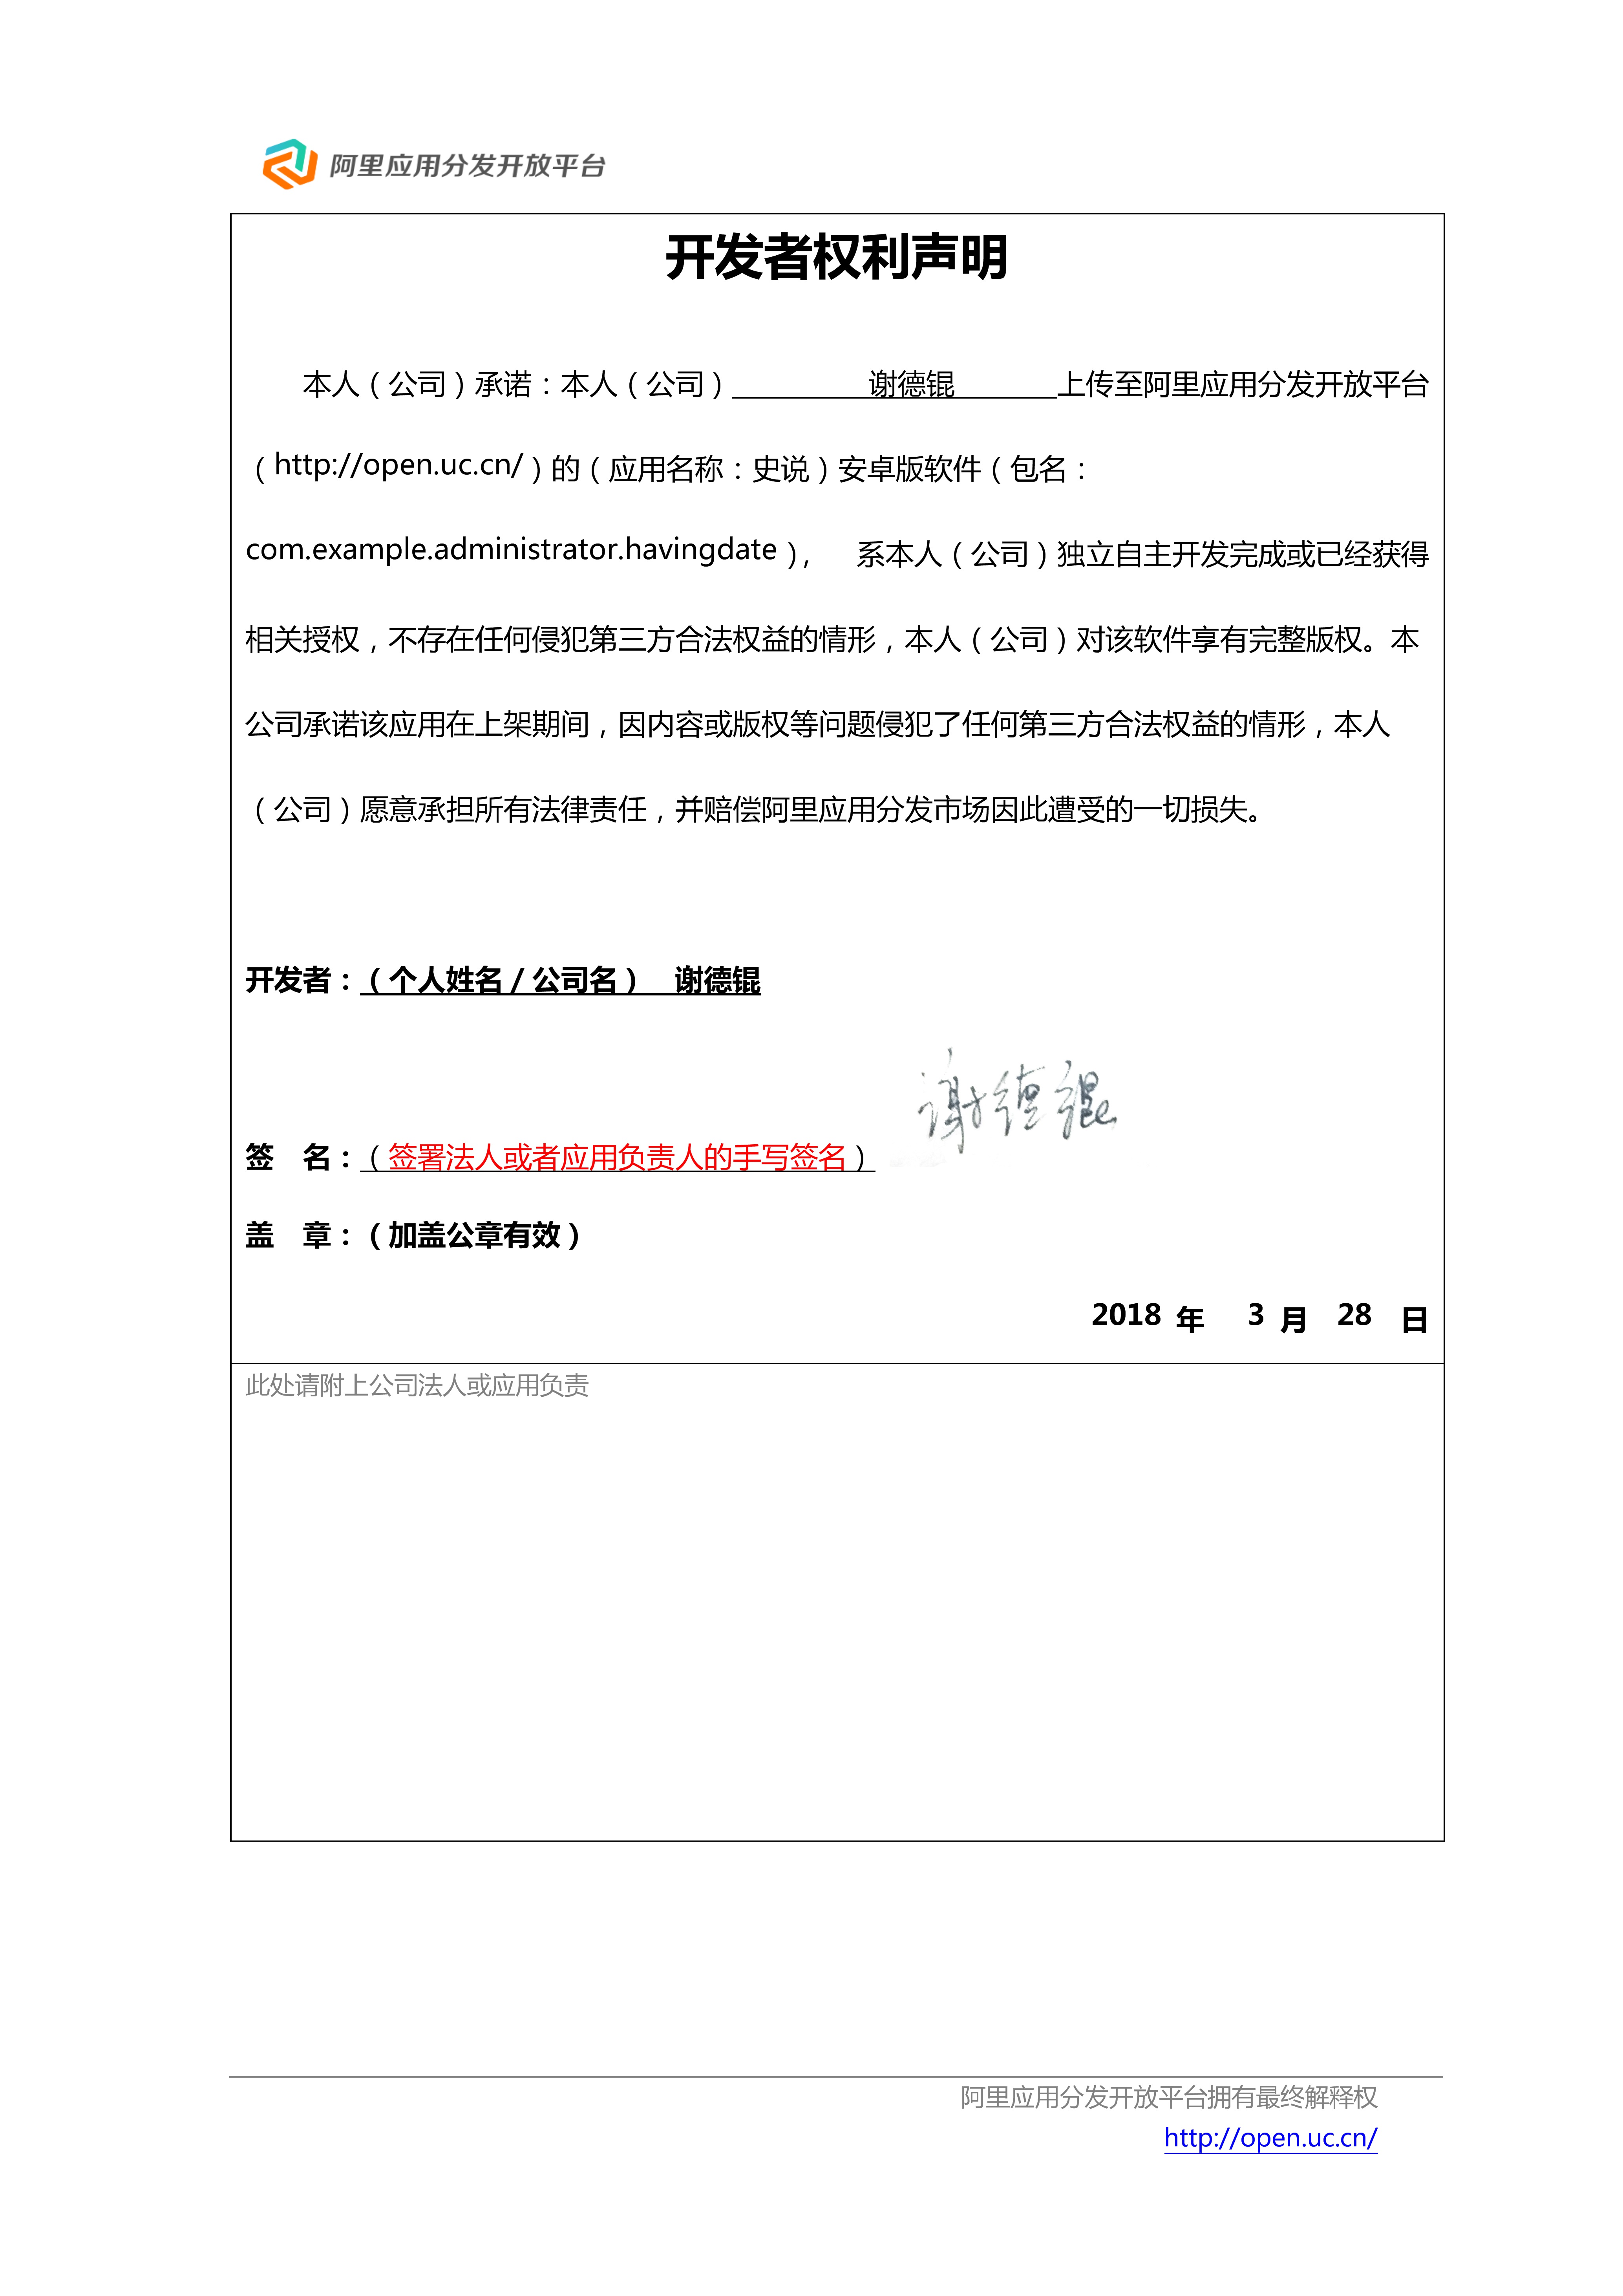 阿里应用分发开放平台
开发者权利声明
本人（公司）承诺：本人（公司） 谢德锟 上传至阿里应用分发开放平台
（http://open.uc.cn/）的（应用名称：史说）安卓版软件（包名：
com.example.administrator.havingdate）， 系本人（公司）独立自主开发完成或已经获得
相关授权，不存在任何侵犯第三方合法权益的情形，本人（公司）对该软件享有完整版权。本
公司承诺该应用在上架期间，因内容或版权等问题侵犯了任何第三方合法权益的情形，本人
（公司）愿意承担所有法律责任，并赔偿阿里应用分发市场因此遭受的一切损失。
开发者：（个人姓名/公司名） 谢德锟
谢德锟
签 名：（签署法人或者应用负责人的手写签名）
盖 章：（加盖公章有效）
2018 年 3 月 28 日
此处请附上公司法人或应用负责
阿里应用分发开放平台拥有最终解释权
http://open.uc.cn/